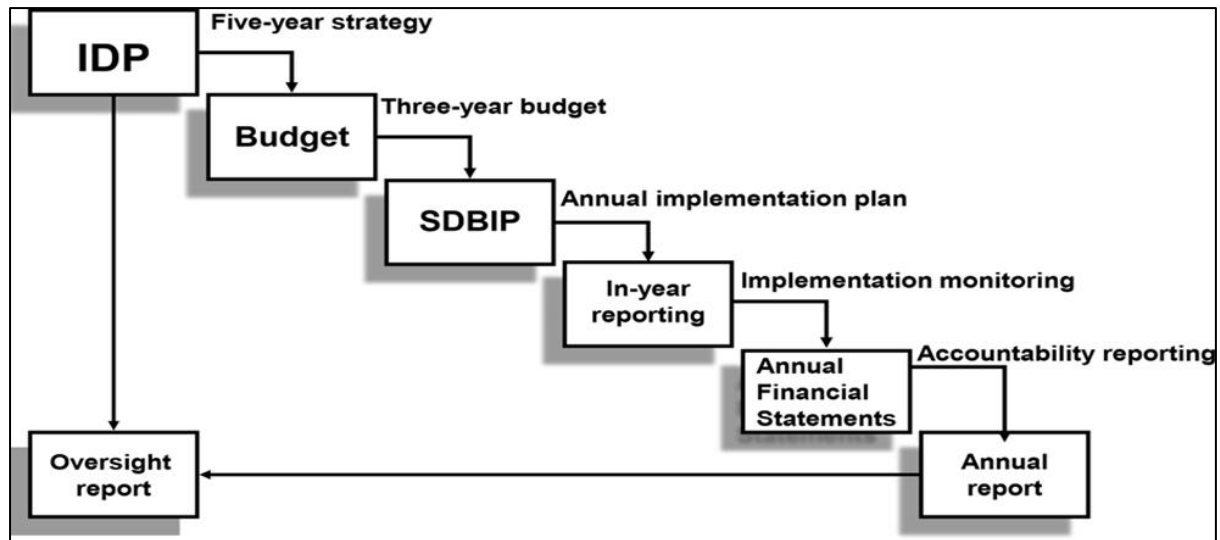 Five-year strategy
IDP
Three-year budget
Budget
Annual implementation plan
SDBIP
Implementation monitoring
In-year
reporting
Accountability reporting
Annual
Financial
Statements
Oversight
report
Annual
report